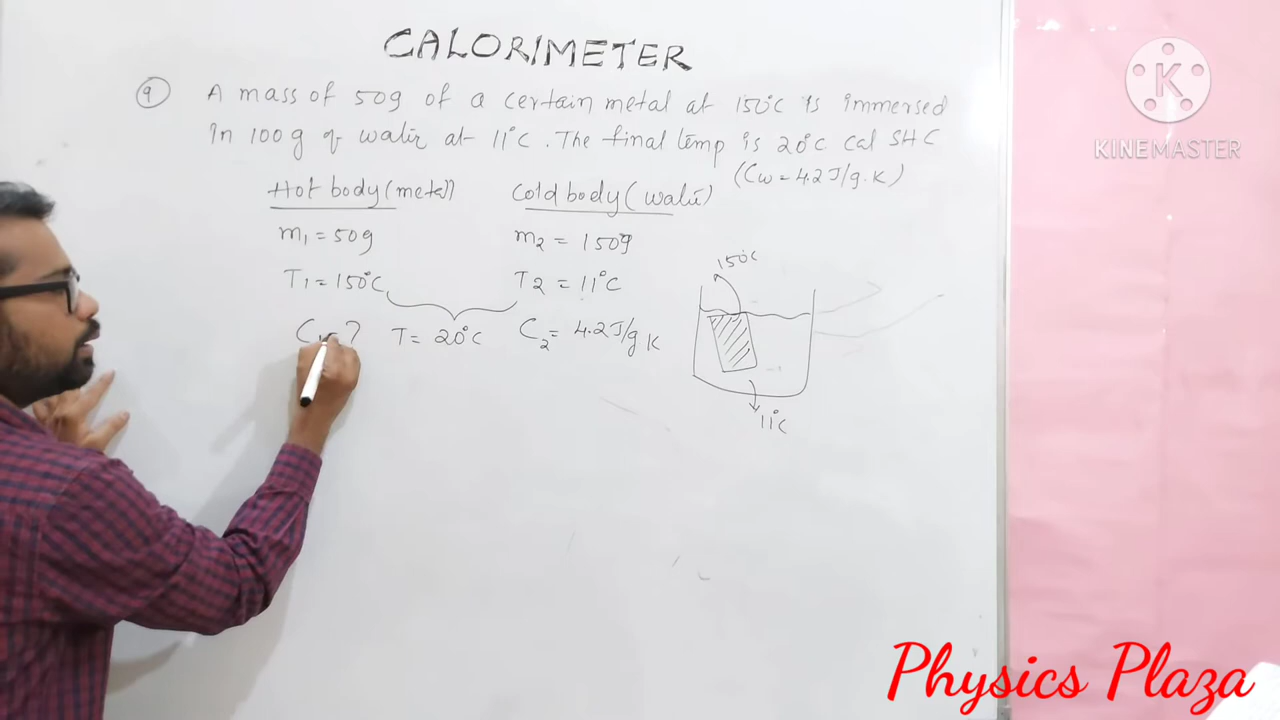 CALORIMETER
9 A mass of 50g of a certain metal at 150°C is immersed
in 100g of water at 11°C. The final temp is 20°C cal SHC
(Cw = 4.2 J/g.K)
Hot body (metal) Cold body (water)
m1 = 50g m2 = 150g
T1 = 150°C T2 = 11°C
C1 = ? T = 20°C C2 = 4.2 J/g K
150°C
11°C
KINEMASTER
Physics Plaza